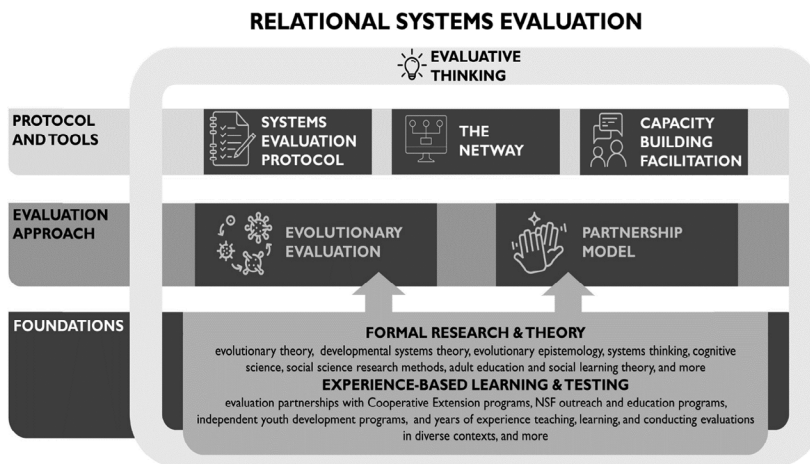 RELATIONAL SYSTEMS EVALUATION
EVALUATIVE
THINKING
PROTOCOL
AND TOOLS
SYSTEMS
EVALUATION
PROTOCOL
THE
NETWAY
CAPACITY
BUILDING
FACILITATION
EVALUATION
APPROACH
EVOLUTIONARY
EVALUATION
PARTNERSHIP
MODEL
FOUNDATIONS
FORMAL RESEARCH & THEORY
evolutionary theory, developmental systems theory, evolutionary epistemology, systems thinking, cognitive
science, social science research methods, adult education and social learning theory, and more
EXPERIENCE-BASED LEARNING & TESTING
evaluation partnerships with Cooperative Extension programs, NSF outreach and education programs,
independent youth development programs, and years of experience teaching, learning, and conducting evaluations
in diverse contexts, and more